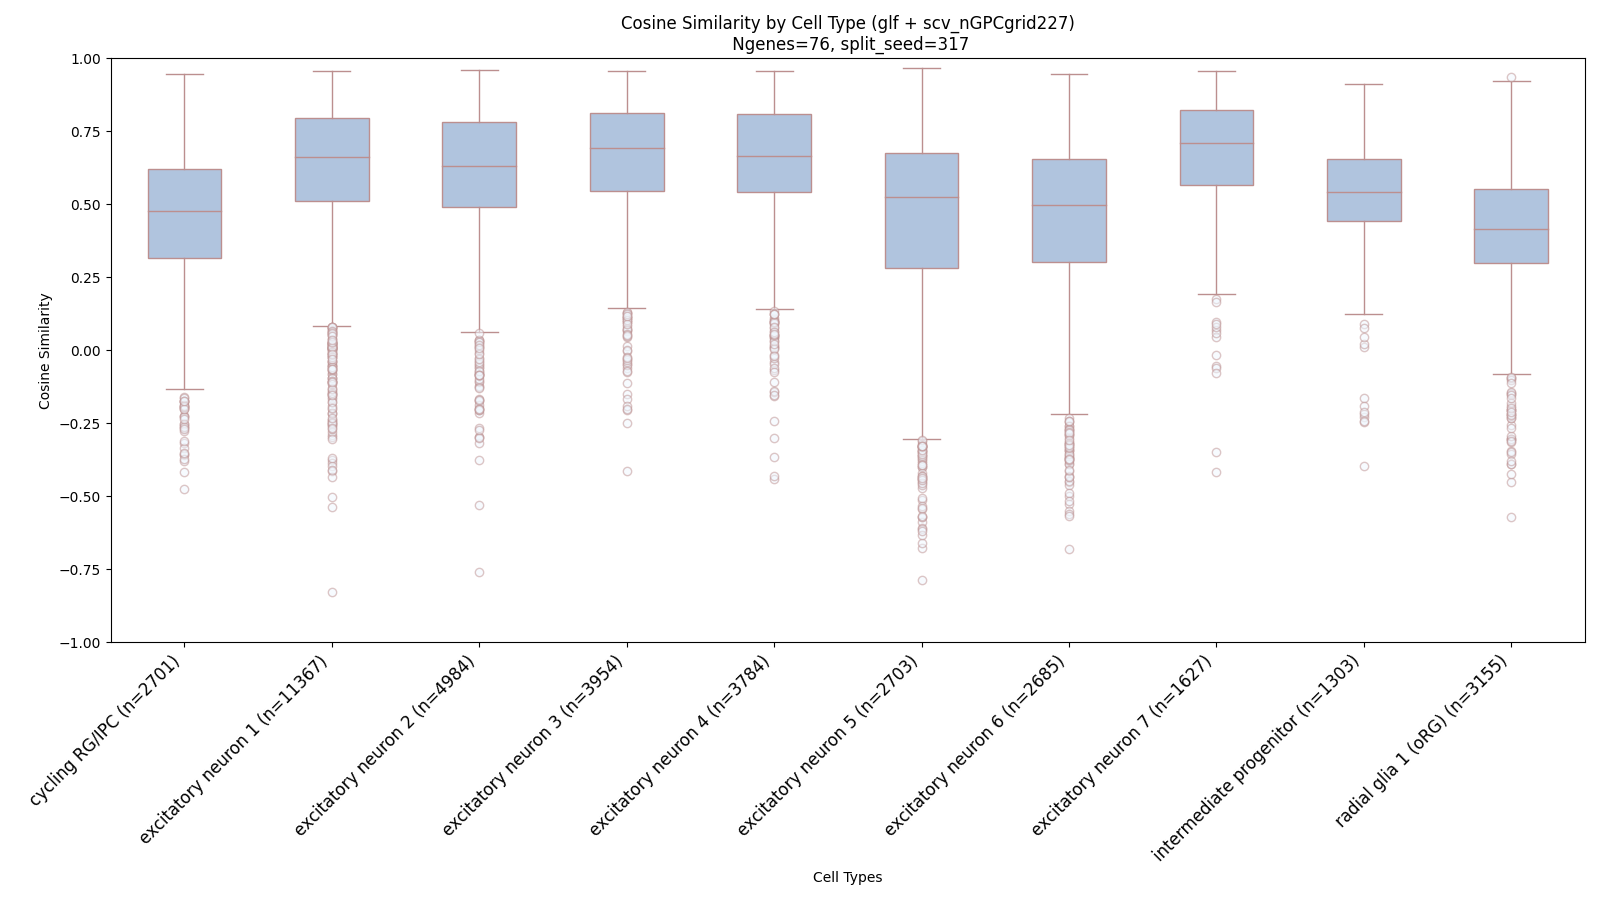 Cosine Similarity by Cell Type (glf + scv_nGPCgrid227)
Ngenes=76, split_seed=317
1.00
0.75
0.50
0.25
0.00
−0.25
−0.50
−0.75
−1.00
Cosine Similarity
cycling RG/IPC (n=2701)
excitatory neuron 1 (n=11367)
excitatory neuron 2 (n=4984)
excitatory neuron 3 (n=3954)
excitatory neuron 4 (n=3784)
excitatory neuron 5 (n=2703)
excitatory neuron 6 (n=2685)
excitatory neuron 7 (n=1627)
intermediate progenitor (n=1303)
radial glia 1 (oRG) (n=3155)
Cell Types